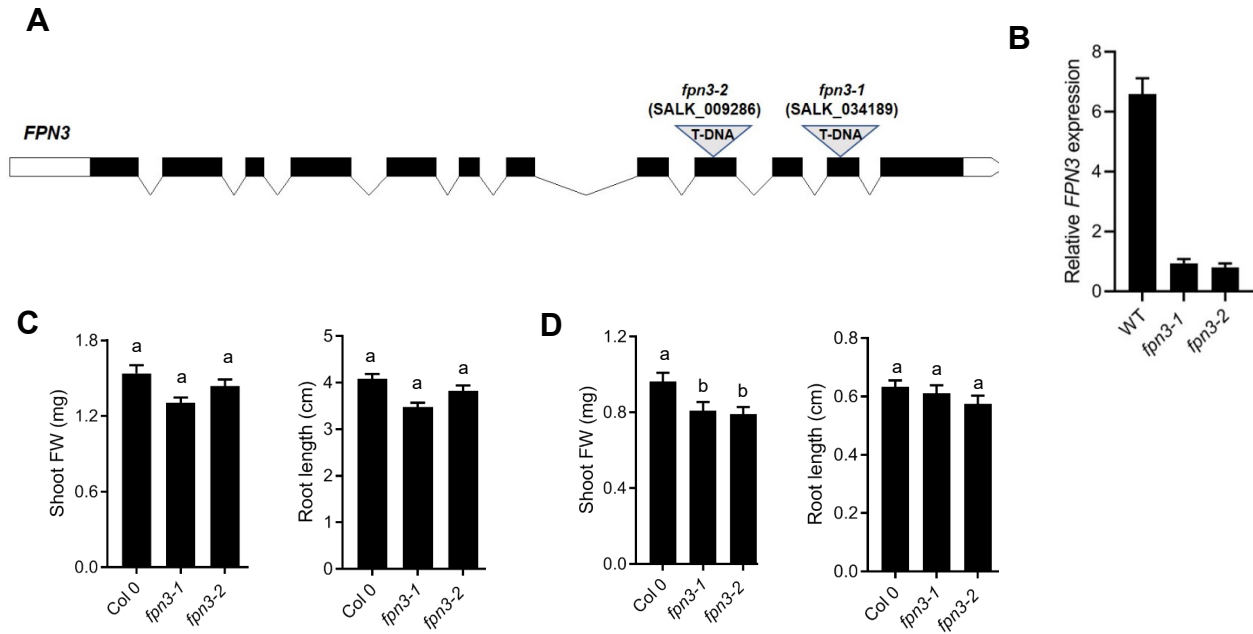 A
FPN3
fpn3-2
(SALK_009286)
T-DNA
fpn3-1
(SALK_034189)
T-DNA
B
Relative FPN3 expression
8
6
4
2
0
WT
fpn3-1
fpn3-2
C
Shoot FW (mg)
1.8
1.2
0.6
0.0
a
a
a
Col 0
fpn3-1
fpn3-2
Root length (cm)
5
4
3
2
1
0
a
a
a
Col 0
fpn3-1
fpn3-2
D
Shoot FW (mg)
1.2
0.8
0.4
0.0
a
b
b
Col 0
fpn3-1
fpn3-2
Root length (cm)
0.8
0.6
0.4
0.2
0.0
a
a
a
Col 0
fpn3-1
fpn3-2